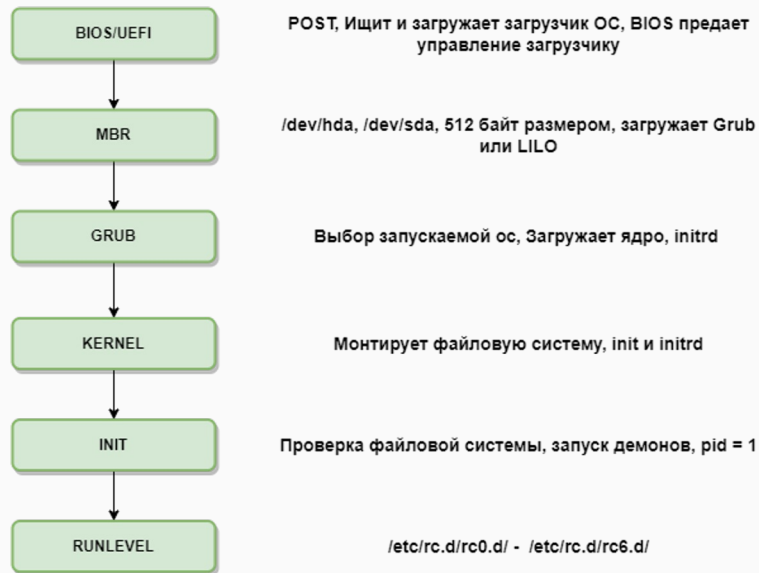 BIOS/UEFI
POST, Ищит и загружает загрузчик ОС, BIOS предает
управление загрузчику
MBR
/dev/hda, /dev/sda, 512 байт размером, загружает Grub
или LILO
GRUB
Выбор запускаемой ос, Загружает ядро, initrd
KERNEL
Монтирует файловую систему, init и initrd
INIT
Проверка файловой системы, запуск демонов, pid = 1
RUNLEVEL
/etc/rc.d/rc0.d/ - /etc/rc.d/rc6.d/